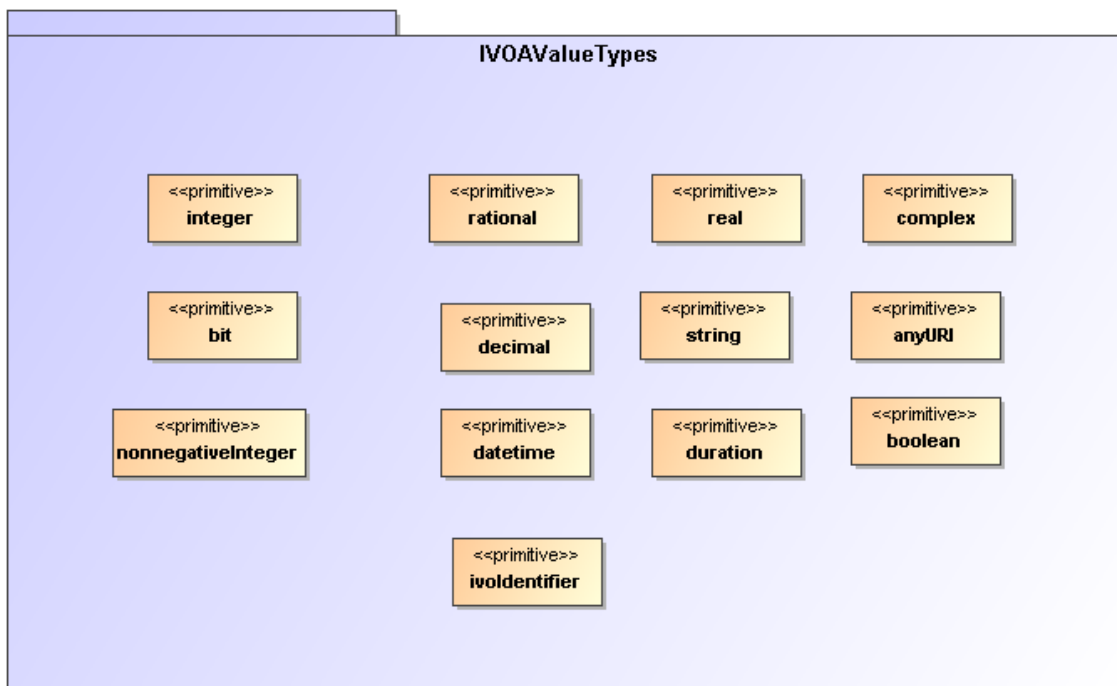 IVOAValueTypes
<<primitive>>
integer
<<primitive>>
rational
<<primitive>>
real
<<primitive>>
complex
<<primitive>>
bit
<<primitive>>
decimal
<<primitive>>
string
<<primitive>>
anyURI
<<primitive>>
nonnegativeInteger
<<primitive>>
datetime
<<primitive>>
duration
<<primitive>>
boolean
<<primitive>>
ivoIdentifier